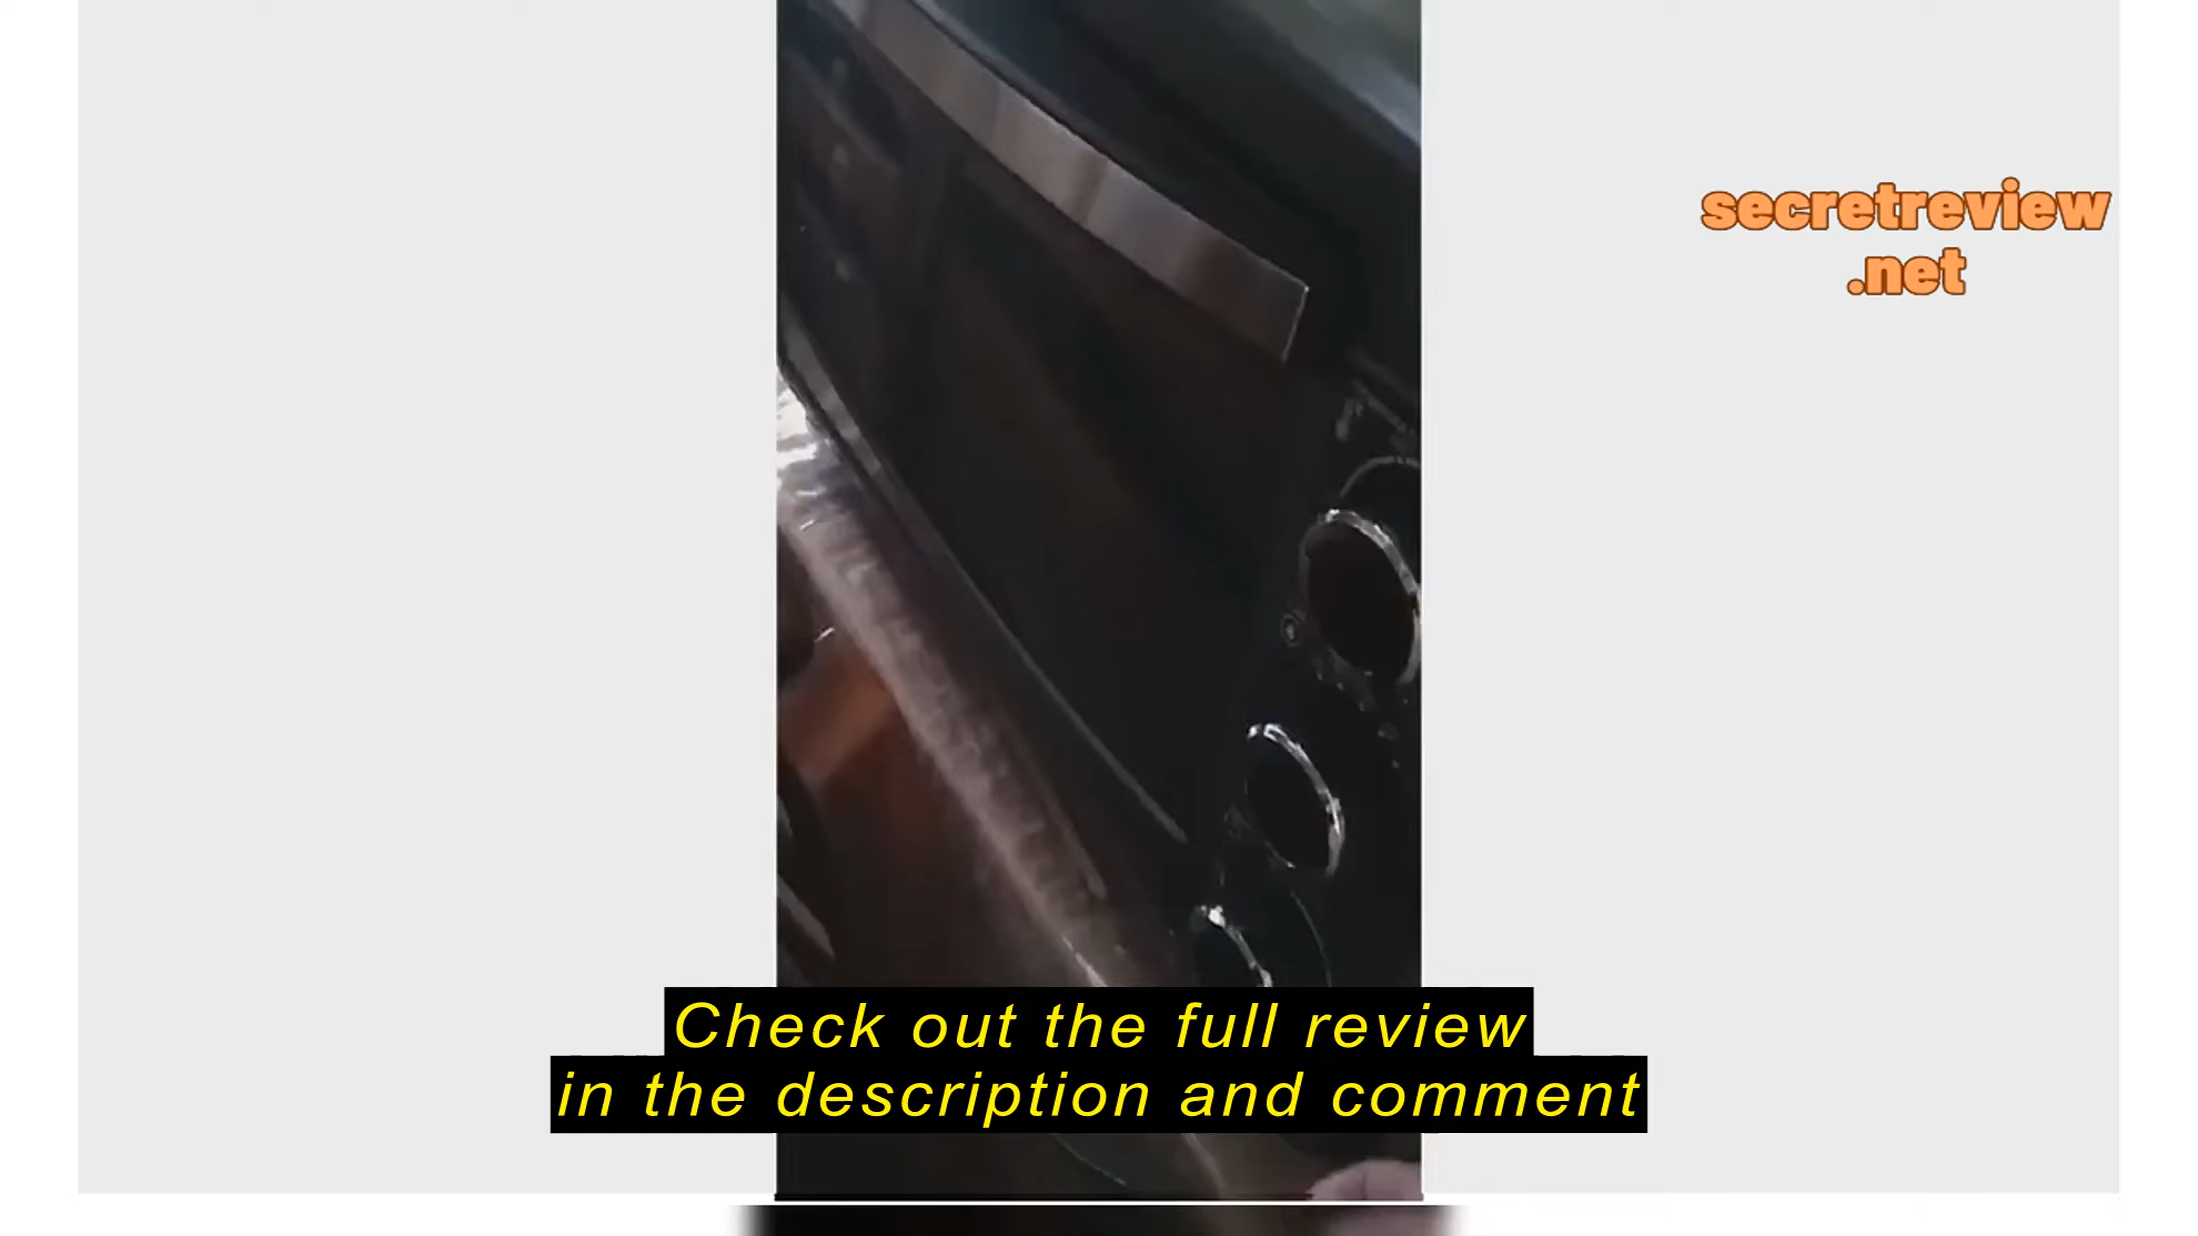 secretreview
.net
Check out the full review
in the description and comment